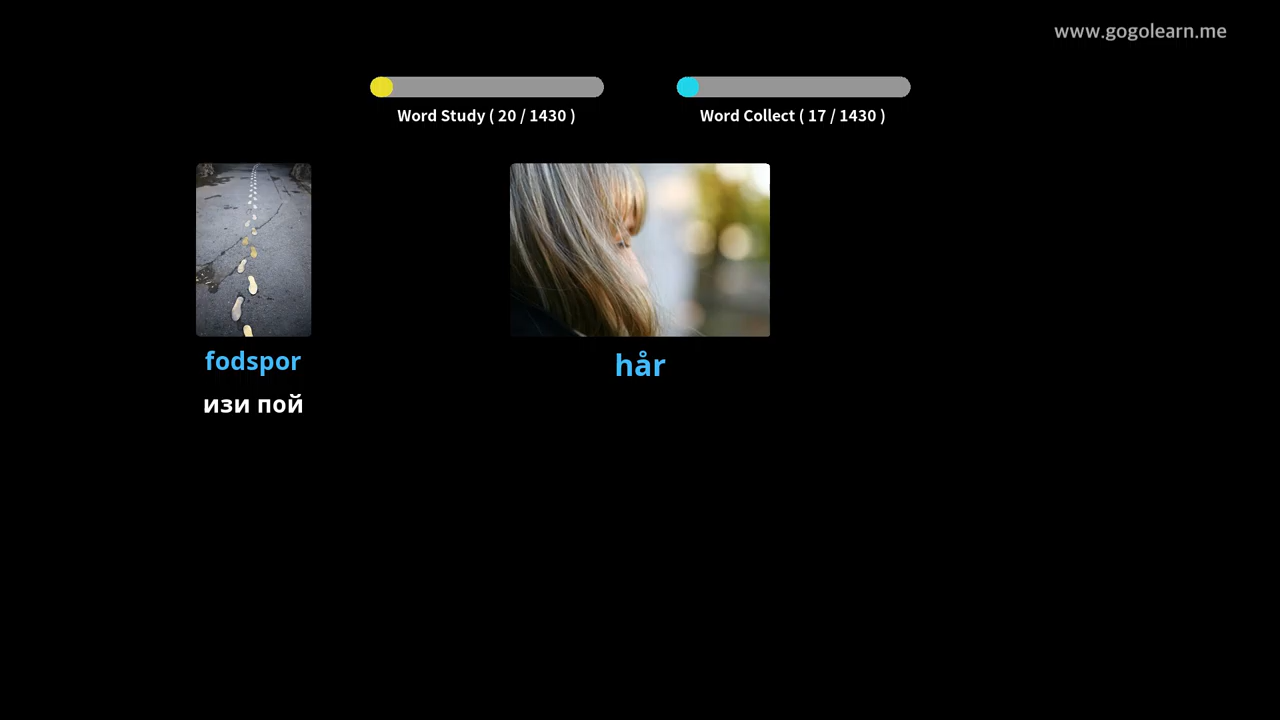 www.gogolearn.me
Word Study ( 20 / 1430 )
Word Collect ( 17 / 1430 )
fodspor
изи пой
hår